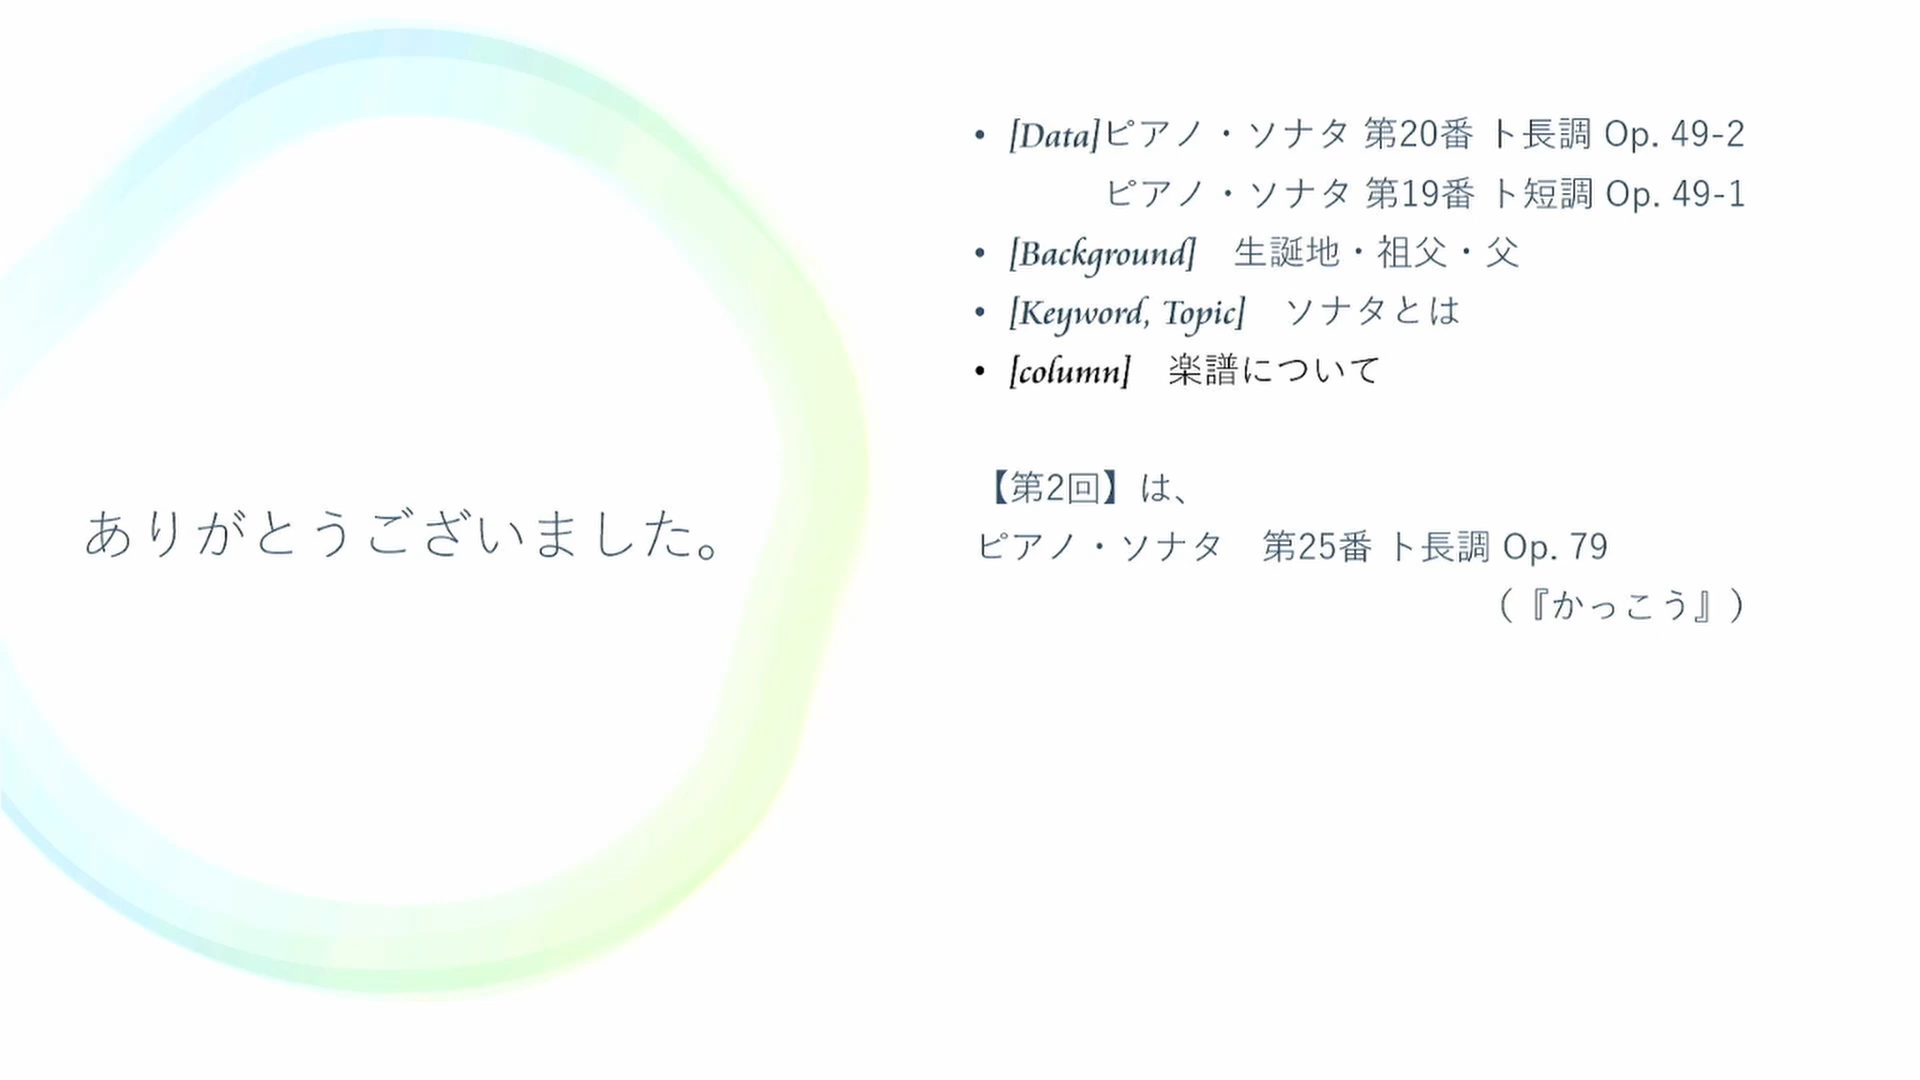 ありがとうございました。
• [Data]ピアノ・ソナタ 第20番 ト長調 Op. 49-2
ピアノ・ソナタ 第19番 ト短調 Op. 49-1
• [Background]　生誕地・祖父・父
• [Keyword, Topic]　ソナタとは
• [column]　楽譜について
【第2回】は、
ピアノ・ソナタ　第25番 ト長調 Op. 79
（『かっこう』）